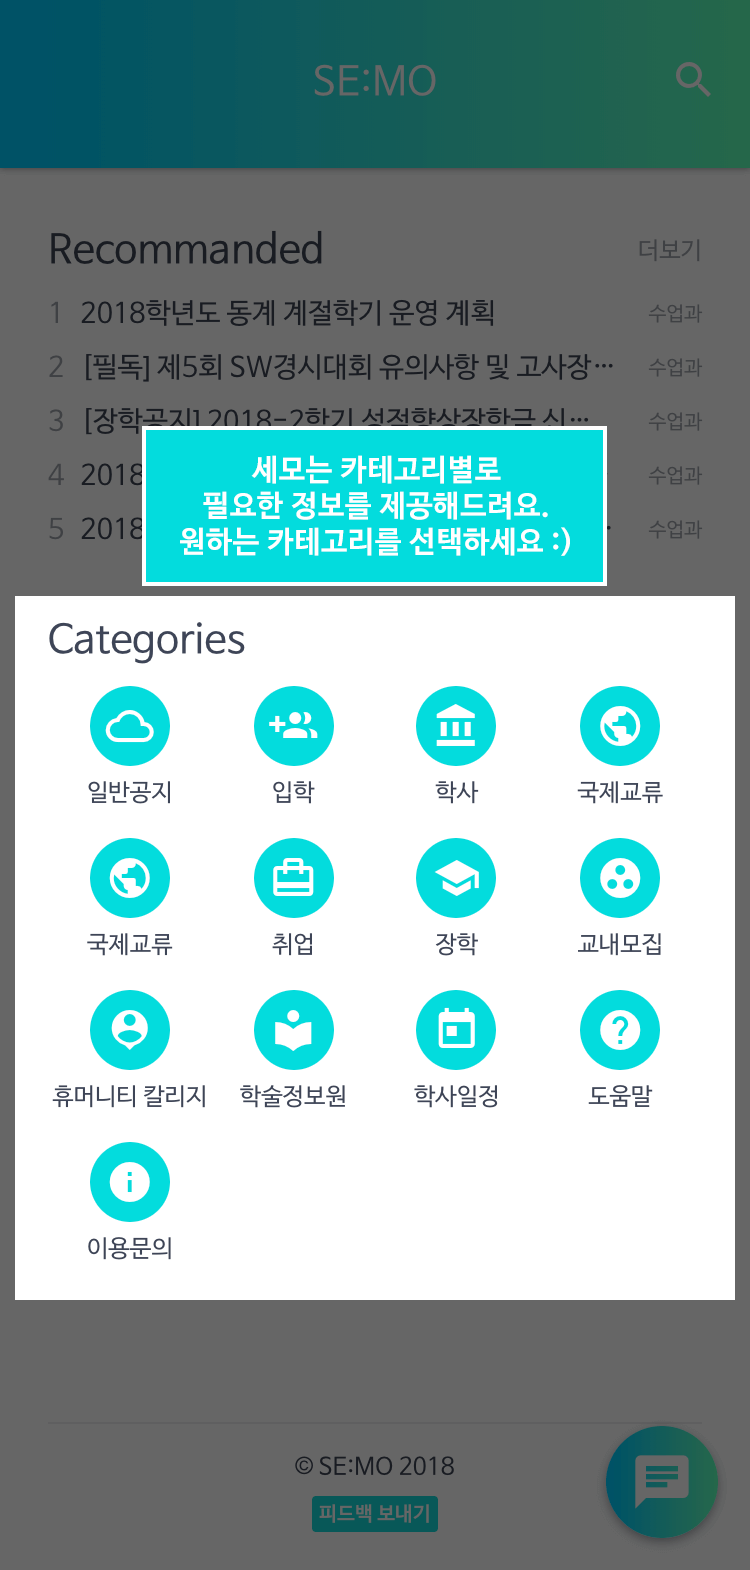 SE:MO
Recommanded 더보기
1 2018학년도 동계 계절학기 운영 계획 수업과
2 [필독] 제5회 SW경시대회 유의사항 및 고사장… 수업과
3 [장학공지] 2018-2학기 성적향상장학금 신… 수업과
4 2018 수업과
5 2018 수업과
세모는 카테고리별로
필요한 정보를 제공해드려요.
원하는 카테고리를 선택하세요 :)
Categories
일반공지 입학 학사 국제교류
국제교류 취업 장학 교내모집
휴머니티 칼리지 학술정보원 학사일정 도움말
이용문의
© SE:MO 2018
피드백 보내기